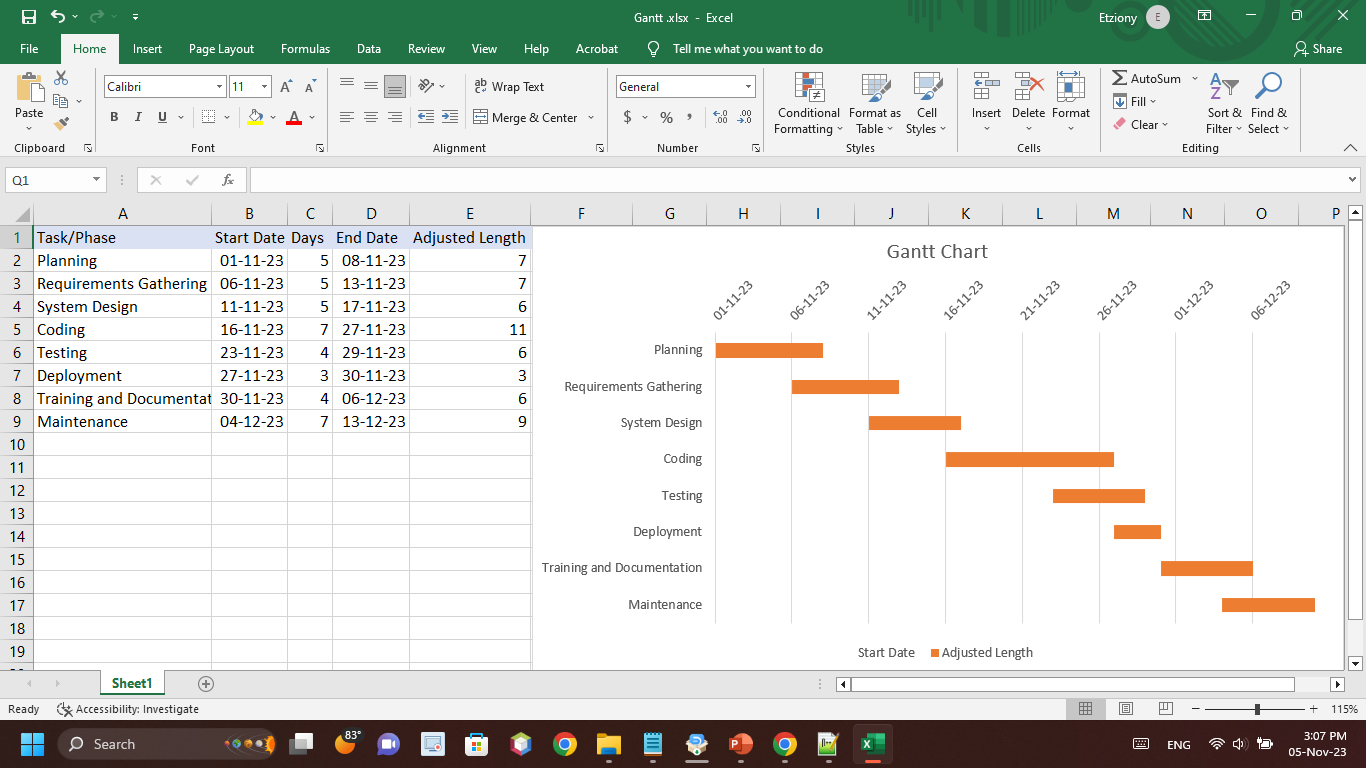 Gantt .xlsx - Excel
Etziony E
File Home Insert Page Layout Formulas Data Review View Help Acrobat Tell me what you want to do Share
Calibri 11 A A ab Wrap Text General AutoSum
Paste Conditional Formatting Format as Table Cell Styles Insert Delete Format Fill Sort & Filter Find & Select
B I U A Merge & Center $ % , Clear
Clipboard Font Alignment Number Styles Cells Editing
Q1 fx
A B C D E F G H I J K L M N O P
1 Task/Phase Start Date Days End Date Adjusted Length
2 Planning 01-11-23 5 08-11-23 7
3 Requirements Gathering 06-11-23 5 13-11-23 7
4 System Design 11-11-23 5 17-11-23 6
5 Coding 16-11-23 7 27-11-23 11
6 Testing 23-11-23 4 29-11-23 6
7 Deployment 27-11-23 3 30-11-23 3
8 Training and Documentat 30-11-23 4 06-12-23 6
9 Maintenance 04-12-23 7 13-12-23 9
10
11
12
13
14
15
16
17
18
19
Gantt Chart
01-11-23 06-11-23 11-11-23 16-11-23 21-11-23 26-11-23 01-12-23 06-12-23
Planning
Requirements Gathering
System Design
Coding
Testing
Deployment
Training and Documentation
Maintenance
Start Date Adjusted Length
Sheet1
Ready Accessibility: Investigate 115%
Search 83° ENG 3:07 PM
05-Nov-23